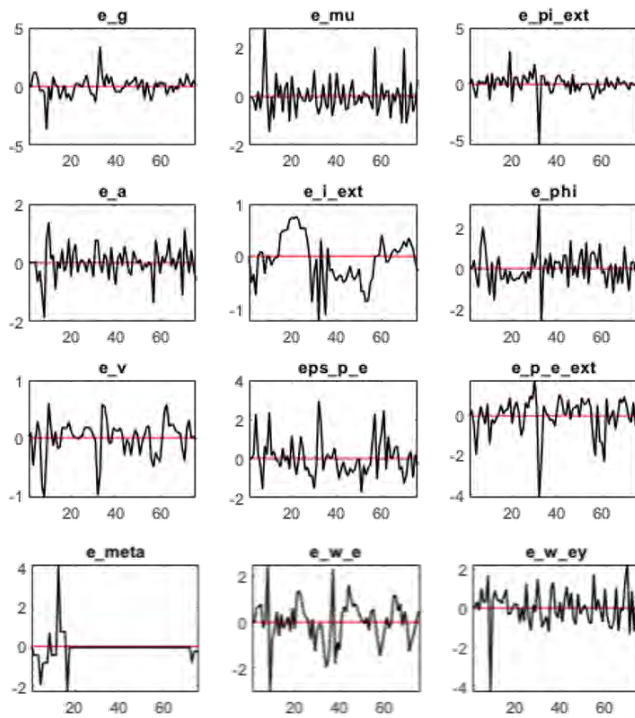 e_g e_mu e_pi_ext
5 2 5
0 0 0
-5 -2 -5
20 40 60 20 40 60 20 40 60
e_a e_i_ext e_phi
2 1 2
0 0 0
-2 -1 -2
20 40 60 20 40 60 20 40 60
e_v eps_p_e e_p_e_ext
1 4 0
0 2 -2
-1 0 -4
-2
20 40 60 20 40 60 20 40 60
e_meta e_w_e e_w_ey
4 2 2
2 0 0
0 -2 -2
-2 -4
20 40 60 20 40 60 20 40 60